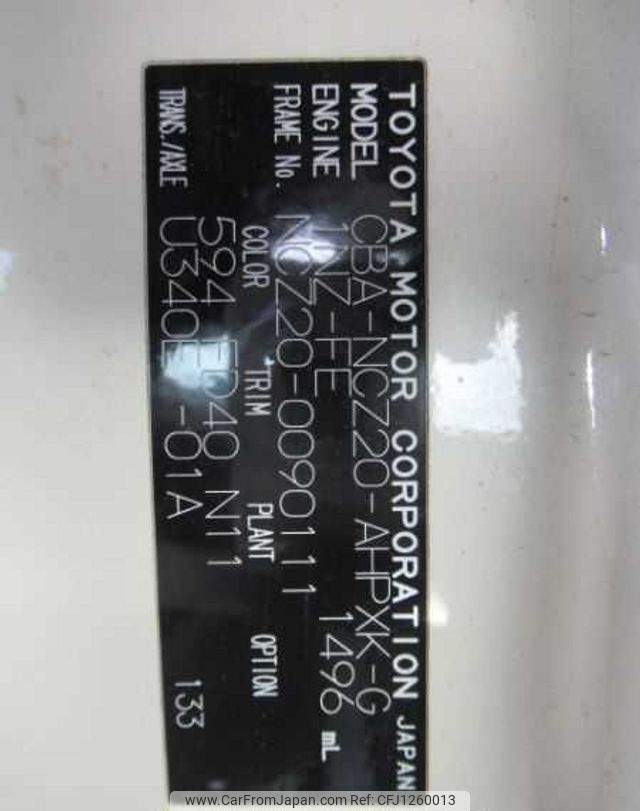 TOYOTA MOTOR CORPORATION JAPAN
MODEL CBA-NCZ20-AHPXK-G
ENGINE 1NZ-FE 1496 mL
FRAME No. NCZ20-0090111
COLOR TRIM PLANT OPTION
594 FD40 N11
TRANS./AXLE U340E -01A 133
www.CarFromJapan.com Ref: CFJ1260013